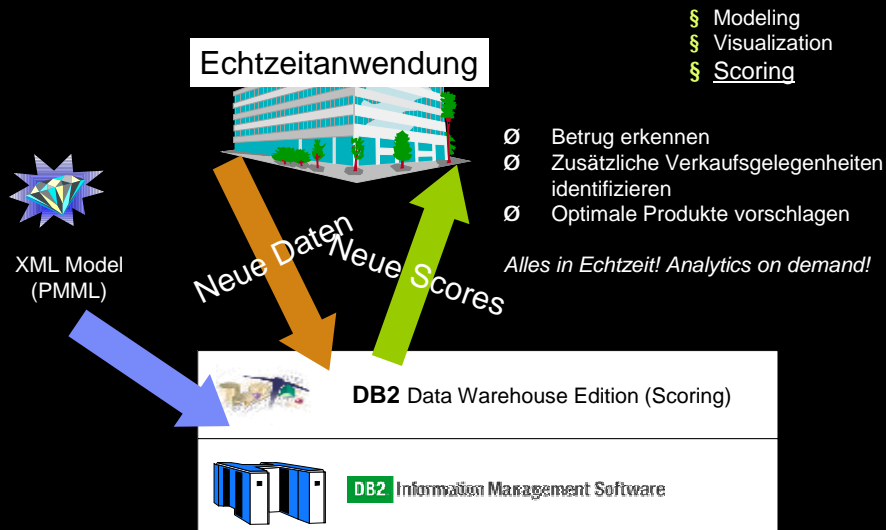 § Modeling
§ Visualization
§ Scoring
Echtzeitanwendung
Ø Betrug erkennen
Ø Zusätzliche Verkaufsgelegenheiten
identifizieren
Ø Optimale Produkte vorschlagen
Alles in Echtzeit! Analytics on demand!
XML Model
(PMML)
Neue Daten
Neue Scores
DB2 Data Warehouse Edition (Scoring)
DB2. Information Management Software